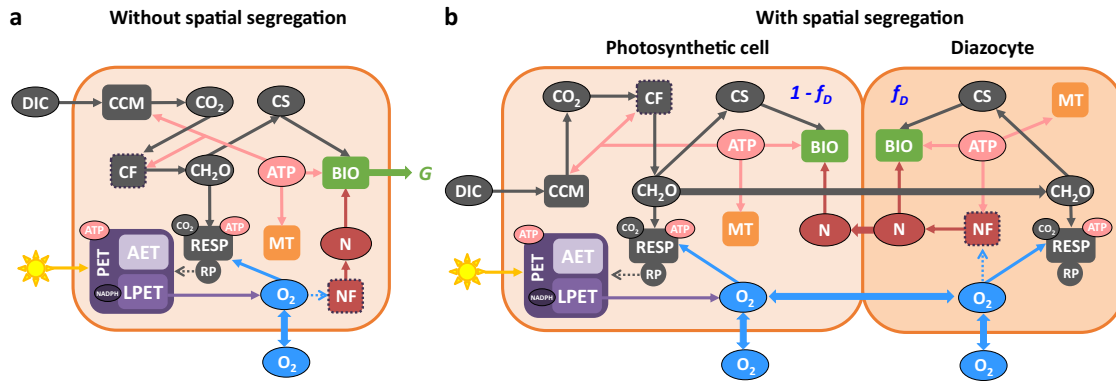 a
Without spatial segregation
DIC
CCM
CO2
CS
CF
CH2O
ATP
BIO
G
CO2
ATP
RESP
RP
MT
N
ATP
PET
AET
NADPH
LPET
O2
NF
O2
b
With spatial segregation
Photosynthetic cell
Diazocyte
CO2
CF
CS
1 - fD
ATP
BIO
DIC
CCM
CH2O
CO2
ATP
RESP
RP
MT
N
ATP
PET
AET
NADPH
LPET
O2
O2
fD
CS
MT
BIO
ATP
CH2O
N
NF
CO2
ATP
RESP
RP
O2
O2